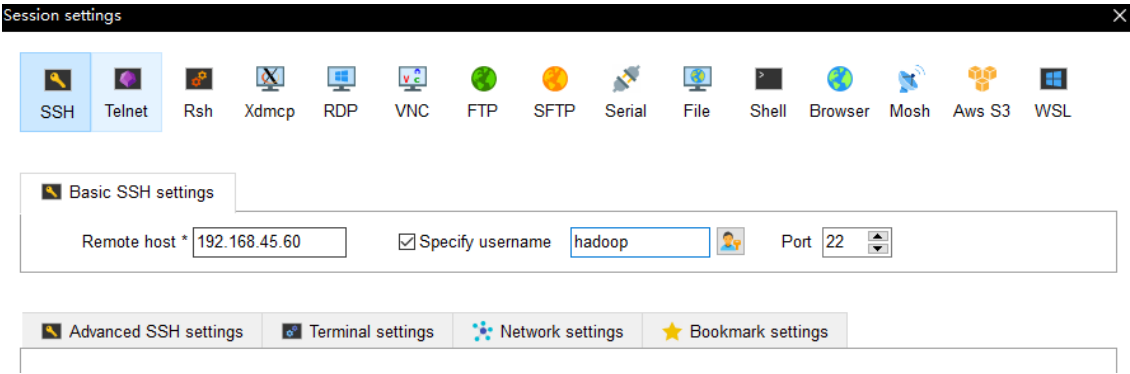 Session settings
SSH Telnet Rsh Xdmcp RDP VNC FTP SFTP Serial File Shell Browser Mosh Aws S3 WSL
Basic SSH settings
Remote host * 192.168.45.60 Specify username hadoop Port 22
Advanced SSH settings Terminal settings Network settings Bookmark settings